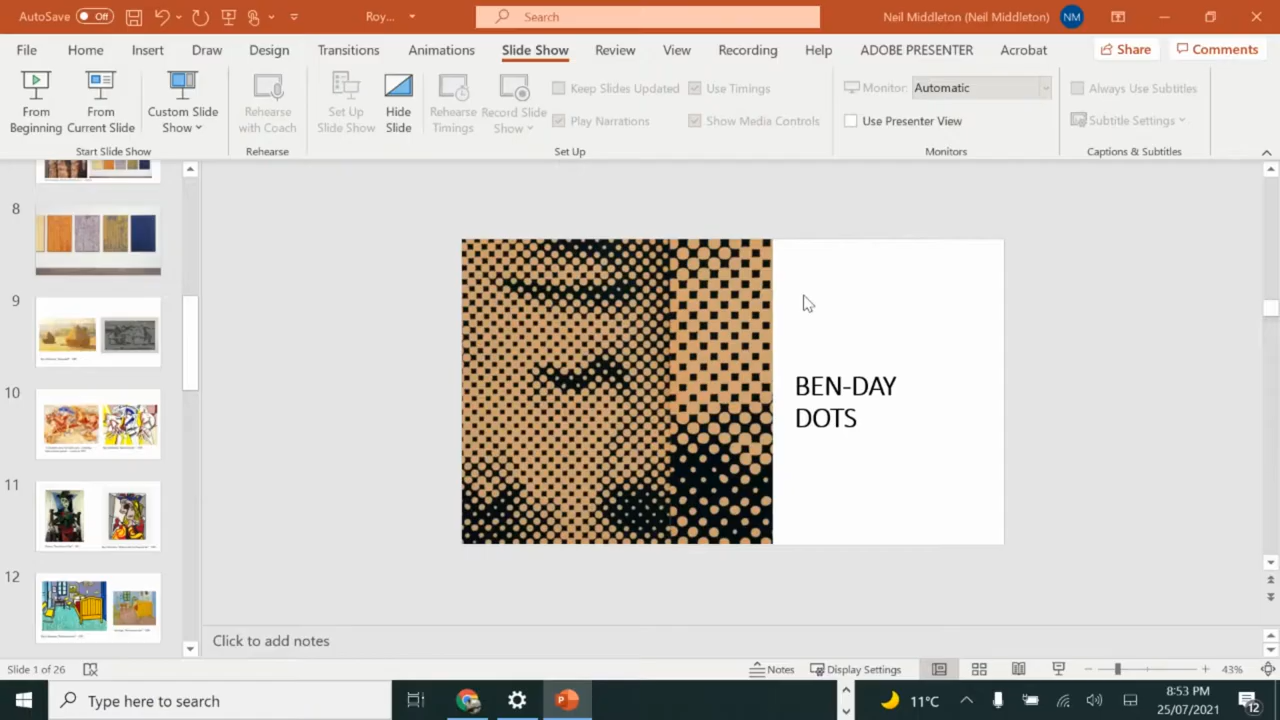 AutoSave Off Roy... Search Neil Middleton (Neil Middleton) NM
File Home Insert Draw Design Transitions Animations Slide Show Review View Recording Help ADOBE PRESENTER Acrobat Share Comments
From Beginning
From Current Slide
Custom Slide Show
Rehearse with Coach
Set Up Slide Show
Hide Slide
Rehearse Timings
Record Slide Show
Keep Slides Updated
Play Narrations
Use Timings
Show Media Controls
Monitor: Automatic
Use Presenter View
Always Use Subtitles
Subtitle Settings
Start Slide Show Rehearse Set Up Monitors Captions & Subtitles
8
9
10
11
12
BEN-DAY
DOTS
Click to add notes
Slide 1 of 26 Notes Display Settings 43%
Type here to search 11°C 8:53 PM
25/07/2021 12